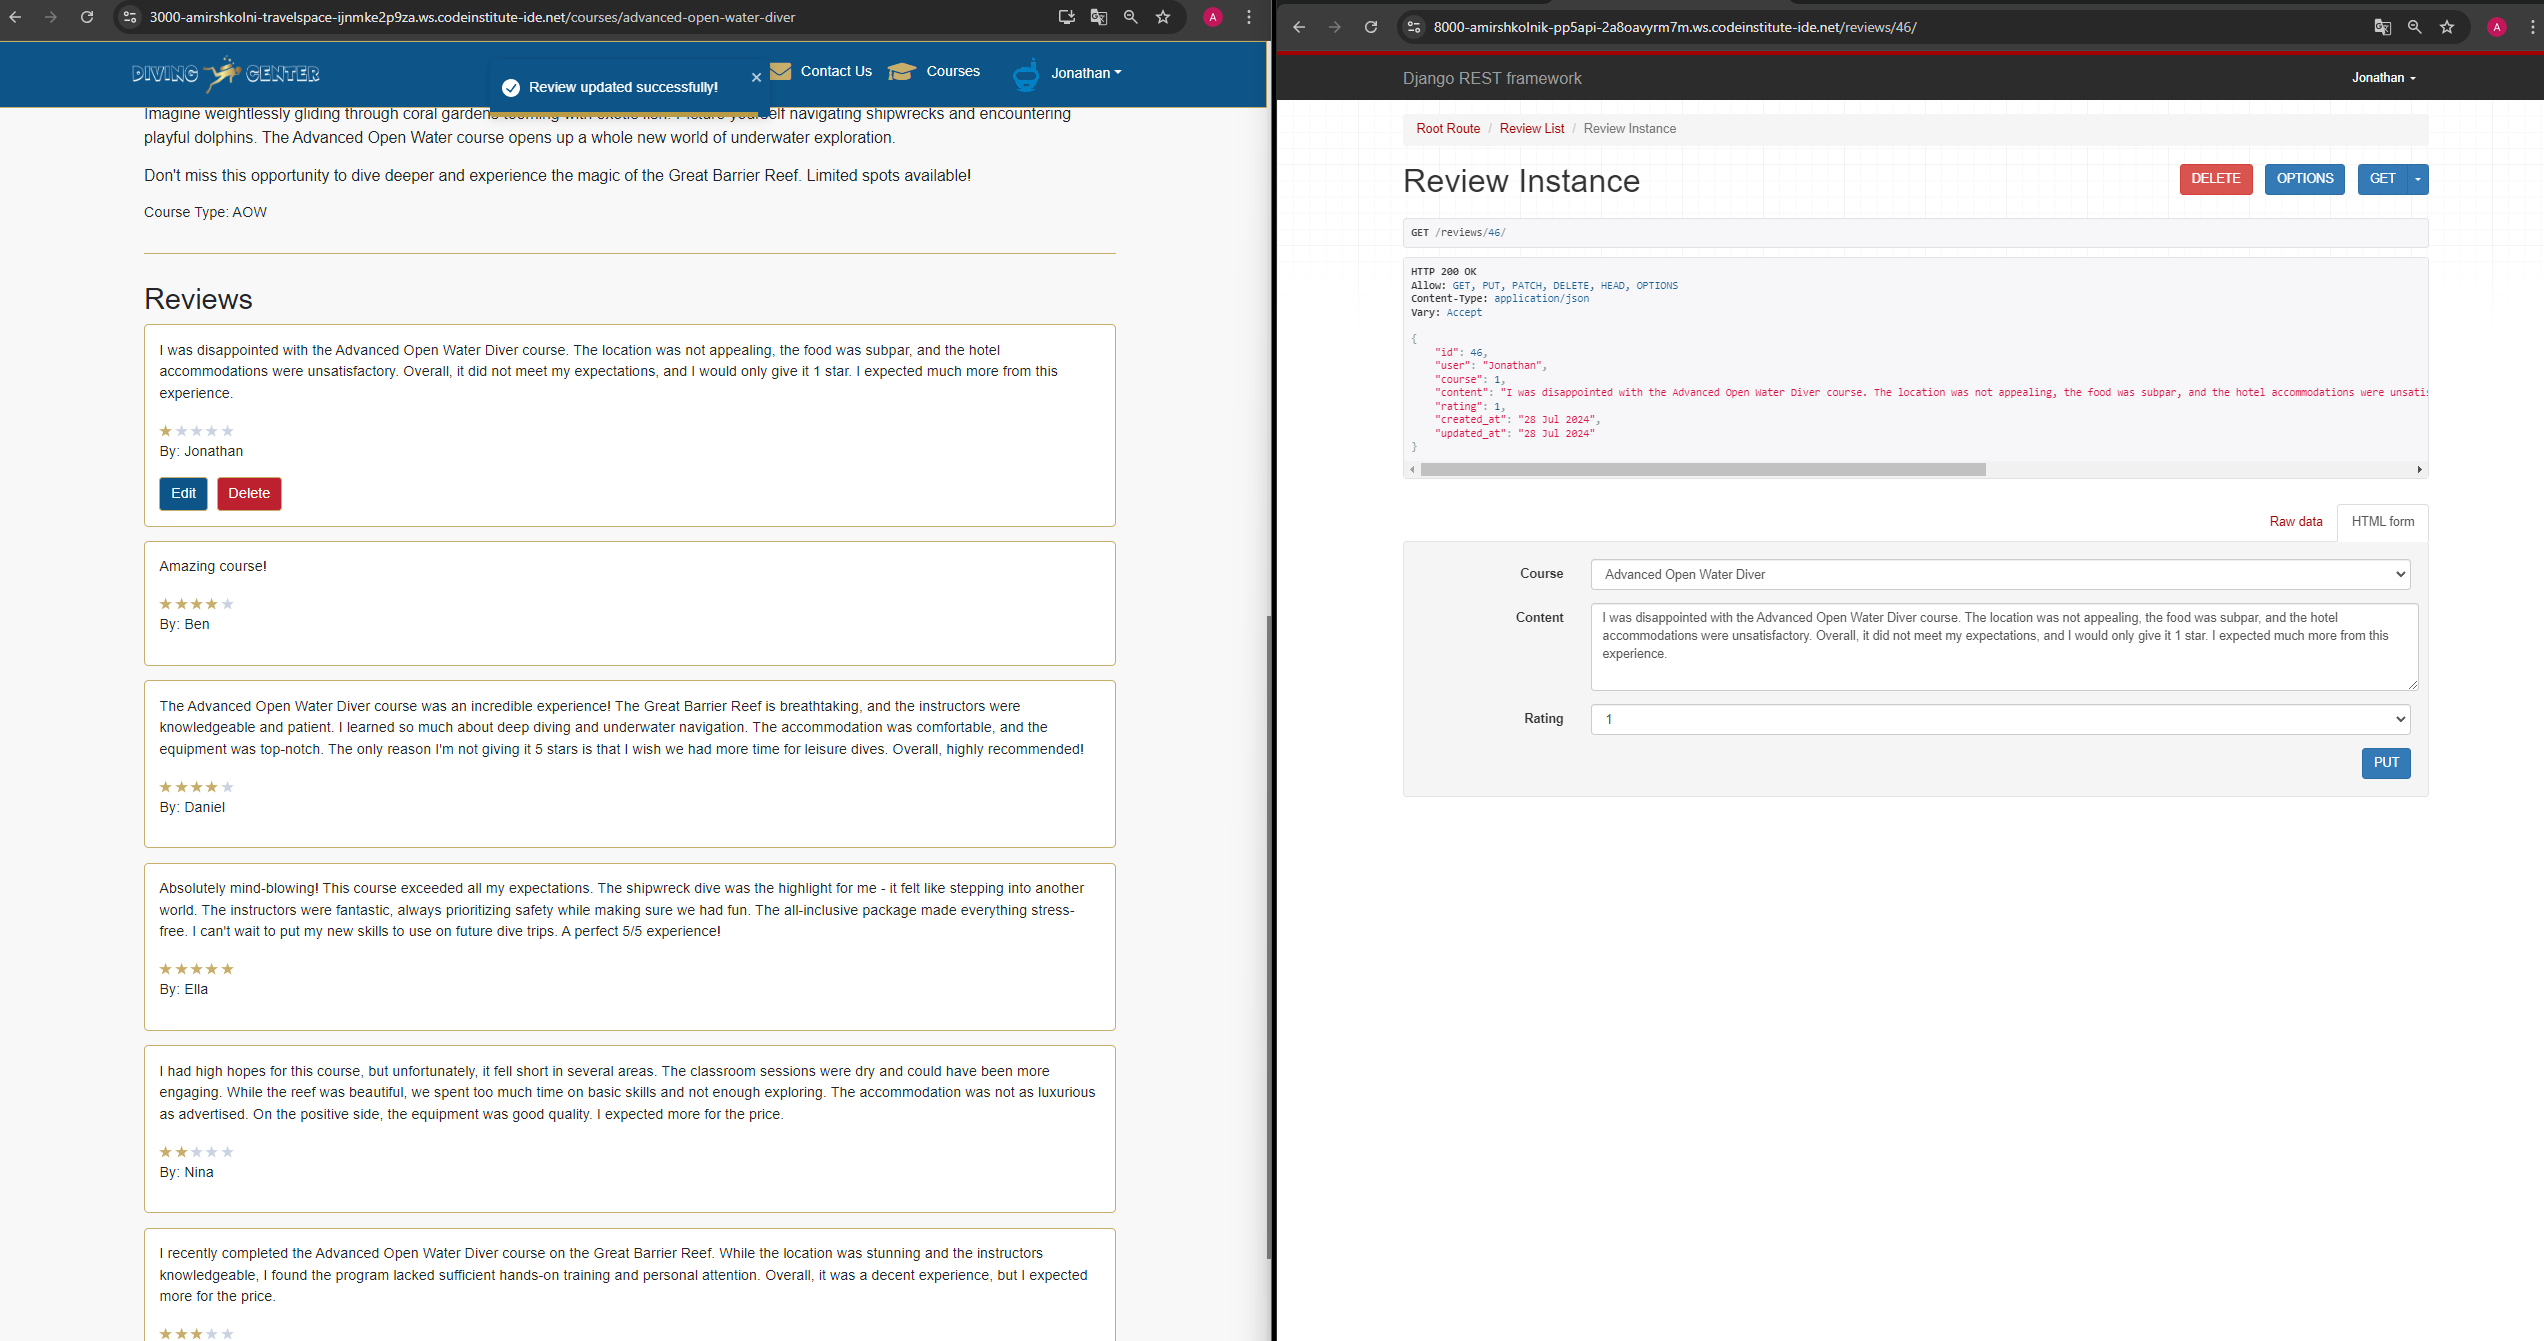 3000-amirshkolni-travelspace-ijnmke2p9za.ws.codeinstitute-ide.net/courses/advanced-open-water-diver
A
DIVING CENTER
Review updated successfully!
×
Contact Us
Courses
Jonathan
playful dolphins. The Advanced Open Water course opens up a whole new world of underwater exploration.
Imagine weightlessly gliding through coral gardens teeming with exotic fish. Picture yourself navigating shipwrecks and encountering
Don't miss this opportunity to dive deeper and experience the magic of the Great Barrier Reef. Limited spots available!
Course Type: AOW
Reviews
I was disappointed with the Advanced Open Water Diver course. The location was not appealing, the food was subpar, and the hotel
accommodations were unsatisfactory. Overall, it did not meet my expectations, and I would only give it 1 star. I expected much more from this
experience.
By: Jonathan
Edit
Delete
Amazing course!
By: Ben
The Advanced Open Water Diver course was an incredible experience! The Great Barrier Reef is breathtaking, and the instructors were
knowledgeable and patient. I learned so much about deep diving and underwater navigation. The accommodation was comfortable, and the
equipment was top-notch. The only reason I'm not giving it 5 stars is that I wish we had more time for leisure dives. Overall, highly recommended!
By: Daniel
Absolutely mind-blowing! This course exceeded all my expectations. The shipwreck dive was the highlight for me - it felt like stepping into another
world. The instructors were fantastic, always prioritizing safety while making sure we had fun. The all-inclusive package made everything stress-
free. I can't wait to put my new skills to use on future dive trips. A perfect 5/5 experience!
By: Ella
I had high hopes for this course, but unfortunately, it fell short in several areas. The classroom sessions were dry and could have been more
engaging. While the reef was beautiful, we spent too much time on basic skills and not enough exploring. The accommodation was not as luxurious
as advertised. On the positive side, the equipment was good quality. I expected more for the price.
By: Nina
I recently completed the Advanced Open Water Diver course on the Great Barrier Reef. While the location was stunning and the instructors
knowledgeable, I found the program lacked sufficient hands-on training and personal attention. Overall, it was a decent experience, but I expected
more for the price.
8000-amirshkolnik-pp5api-2a8oavyrm7m.ws.codeinstitute-ide.net/reviews/46/
A
Django REST framework
Jonathan
Root Route / Review List / Review Instance
Review Instance
DELETE
OPTIONS
GET
GET /reviews/46/
HTTP 200 OK
Allow: GET, PUT, PATCH, DELETE, HEAD, OPTIONS
Content-Type: application/json
Vary: Accept
{
"id": 46,
"user": "Jonathan",
"course": 1,
"content": "I was disappointed with the Advanced Open Water Diver course. The location was not appealing, the food was subpar, and the hotel accommodations were unsatis
"rating": 1,
"created_at": "28 Jul 2024",
"updated_at": "28 Jul 2024"
}
Raw data
HTML form
Course
Advanced Open Water Diver
Content
I was disappointed with the Advanced Open Water Diver course. The location was not appealing, the food was subpar, and the hotel
accommodations were unsatisfactory. Overall, it did not meet my expectations, and I would only give it 1 star. I expected much more from this
experience.
Rating
1
PUT